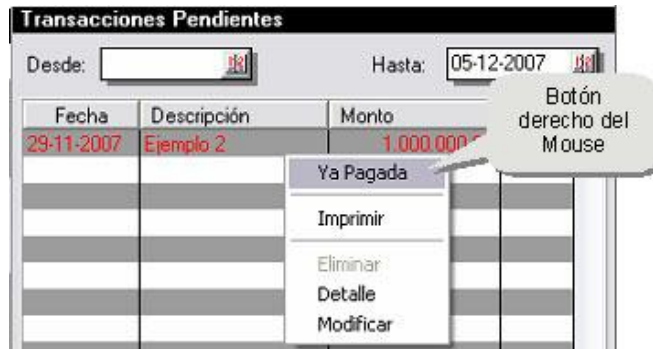 Transacciones Pendientes
Desde: Hasta: 05-12-2007
Botón
derecho del
Mouse
Fecha Descripción Monto
29-11-2007 Ejemplo 2 1.000.000
Ya Pagada
Imprimir
Eliminar
Detalle
Modificar